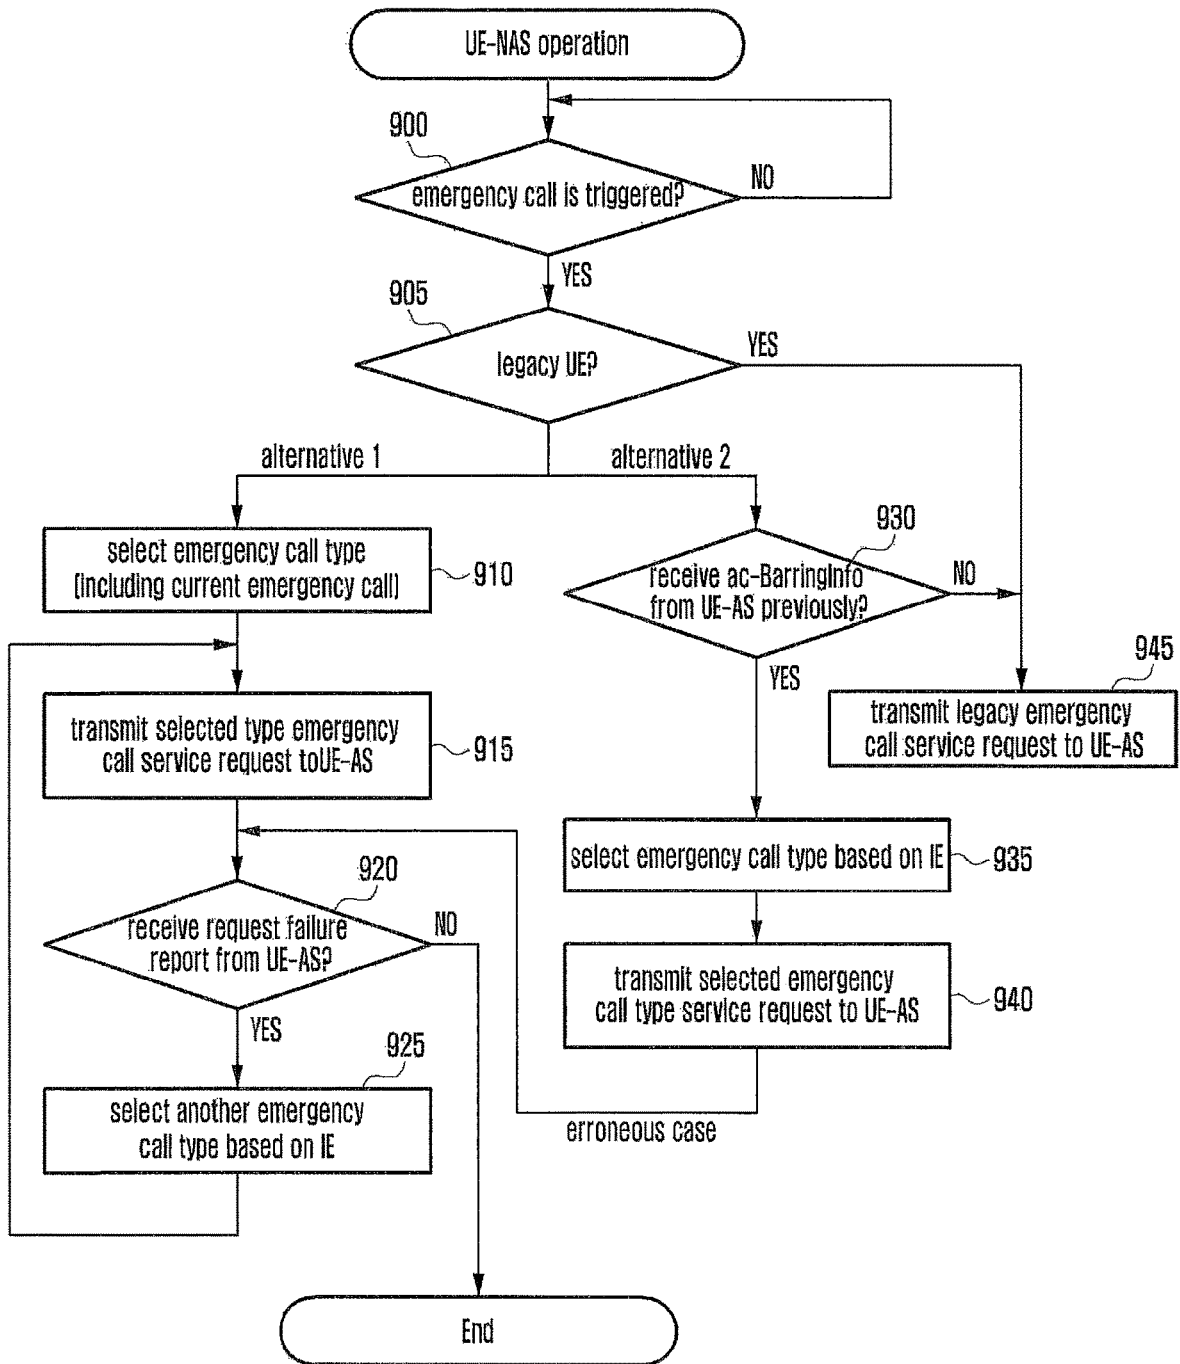 UE-NAS operation
900
emergency call is triggered?
NO
YES
905
legacy UE?
YES
alternative 1
alternative 2
select emergency call type
(including current emergency call)
910
930
receive ac-BarringInfo
from UE-AS previously?
NO
YES
945
transmit legacy emergency
call service request to UE-AS
transmit selected type emergency
call service request toUE-AS
915
select emergency call type based on IE
935
920
receive request failure
report from UE-AS?
NO
YES
transmit selected emergency
call type service request to UE-AS
940
925
select another emergency
call type based on IE
erroneous case
End